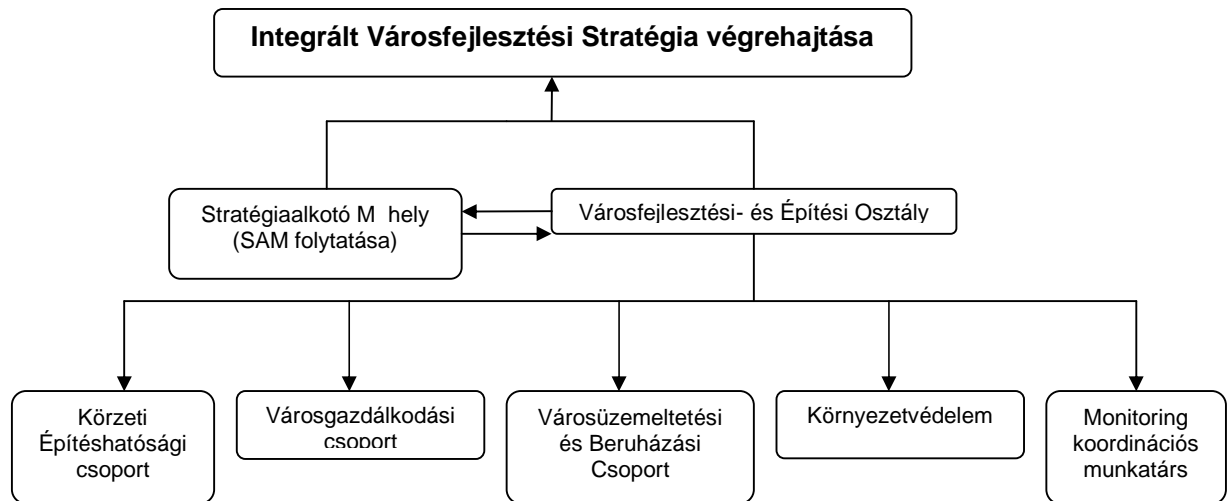 Integrált Városfejlesztési Stratégia végrehajtása
Stratégiaalkotó M hely
(SAM folytatása)
Városfejlesztési- és Építési Osztály
Körzeti
Építéshatósági
csoport
Városgazdálkodási
csoport
Városüzemeltetési
és Beruházási
Csoport
Környezetvédelem
Monitoring
koordinációs
munkatárs